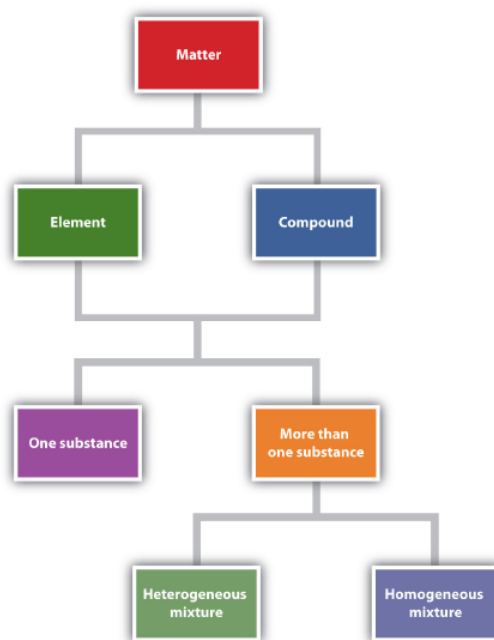 Matter
Element
Compound
One substance
More than
one substance
Heterogeneous
mixture
Homogeneous
mixture